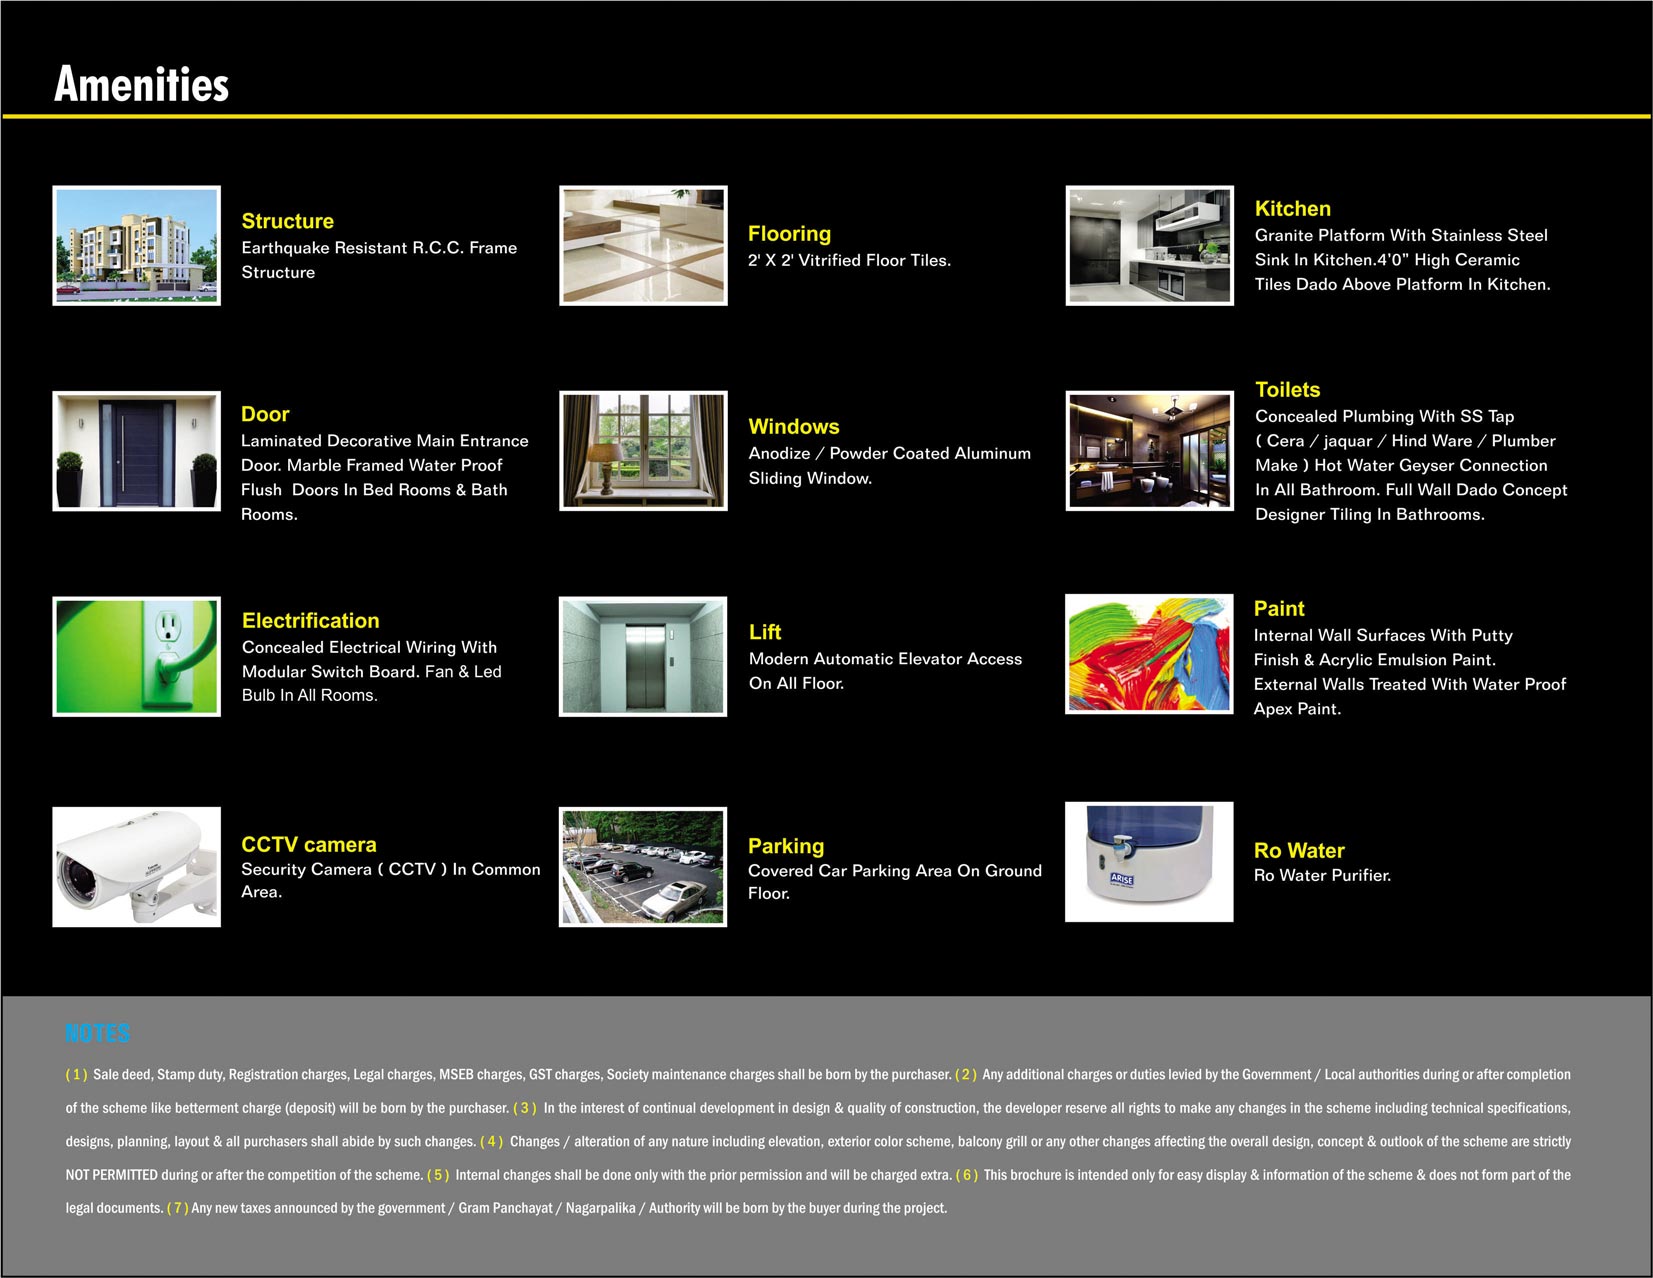 Amenities
Structure
Earthquake Resistant R.C.C. Frame
Structure
Flooring
2' X 2' Vitrified Floor Tiles.
Kitchen
Granite Platform With Stainless Steel
Sink In Kitchen.4'0" High Ceramic
Tiles Dado Above Platform In Kitchen.
Door
Laminated Decorative Main Entrance
Door. Marble Framed Water Proof
Flush Doors In Bed Rooms & Bath
Rooms.
Windows
Anodize / Powder Coated Aluminum
Sliding Window.
Toilets
Concealed Plumbing With SS Tap
( Cera / jaquar / Hind Ware / Plumber
Make ) Hot Water Geyser Connection
In All Bathroom. Full Wall Dado Concept
Designer Tiling In Bathrooms.
Electrification
Concealed Electrical Wiring With
Modular Switch Board. Fan & Led
Bulb In All Rooms.
Lift
Modern Automatic Elevator Access
On All Floor.
Paint
Internal Wall Surfaces With Putty
Finish & Acrylic Emulsion Paint.
External Walls Treated With Water Proof
Apex Paint.
CCTV camera
Security Camera ( CCTV ) In Common
Area.
Parking
Covered Car Parking Area On Ground
Floor.
ARISE
Ro Water
Ro Water Purifier.
NOTES
( 1 ) Sale deed, Stamp duty, Registration charges, Legal charges, MSEB charges, GST charges, Society maintenance charges shall be born by the purchaser. ( 2 ) Any additional charges or duties levied by the Government / Local authorities during or after completion
of the scheme like betterment charge (deposit) will be born by the purchaser. ( 3 ) In the interest of continual development in design & quality of construction, the developer reserve all rights to make any changes in the scheme including technical specifications,
designs, planning, layout & all purchasers shall abide by such changes. ( 4 ) Changes / alteration of any nature including elevation, exterior color scheme, balcony grill or any other changes affecting the overall design, concept & outlook of the scheme are strictly
NOT PERMITTED during or after the competition of the scheme. ( 5 ) Internal changes shall be done only with the prior permission and will be charged extra. ( 6 ) This brochure is intended only for easy display & information of the scheme & does not form part of the
legal documents. ( 7 ) Any new taxes announced by the government / Gram Panchayat / Nagarpalika / Authority will be born by the buyer during the project.